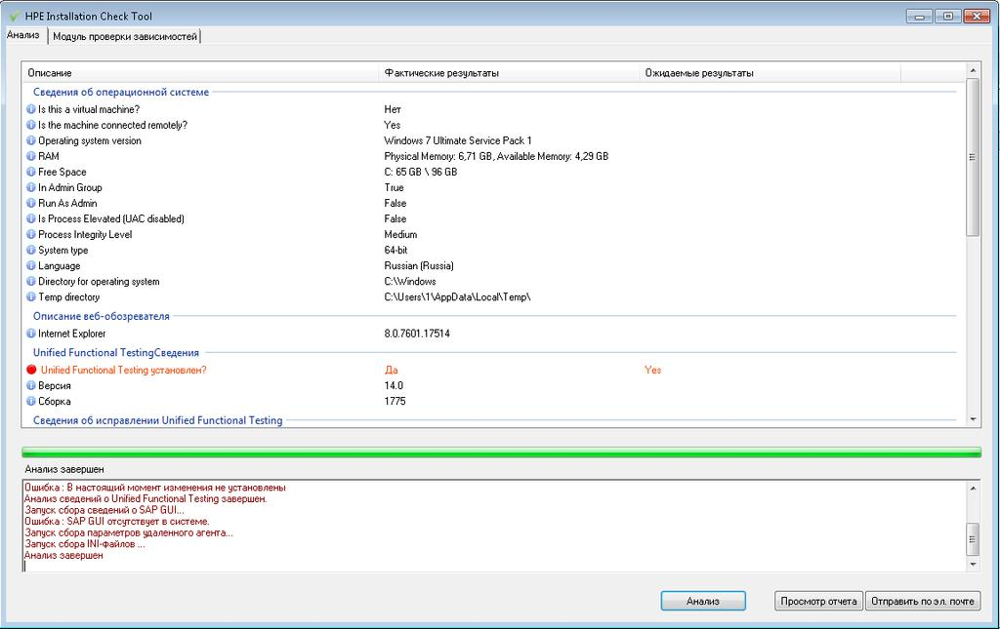 HPE Installation Check Tool
Анализ Модуль проверки зависимостей
Описание Фактические результаты Ожидаемые результаты
Сведения об операционной системе
Is this a virtual machine? Нет
Is the machine connected remotely? Yes
Operating system version Windows 7 Ultimate Service Pack 1
RAM Physical Memory: 6,71 GB, Available Memory: 4,29 GB
Free Space C: 65 GB \ 96 GB
In Admin Group True
Run As Admin False
Is Process Elevated (UAC disabled) False
Process Integrity Level Medium
System type 64-bit
Language Russian (Russia)
Directory for operating system C:\Windows
Temp directory C:\Users\1\AppData\Local\Temp\
Описание веб-обозревателя
Internet Explorer 8.0.7601.17514
Unified Functional TestingСведения
Unified Functional Testing установлен? Да Yes
Версия 14.0
Сборка 1775
Сведения об исправлении Unified Functional Testing
Анализ завершен
Ошибка : В настоящий момент изменения не установлены
Анализ сведений о Unified Functional Testing завершен.
Запуск сбора сведений о SAP GUI...
Ошибка : SAP GUI отсутствует в системе.
Запуск сбора параметров удаленного агента...
Запуск сбора INI-файлов ...
Анализ завершен
Анализ Просмотр отчета Отправить по эл. почте